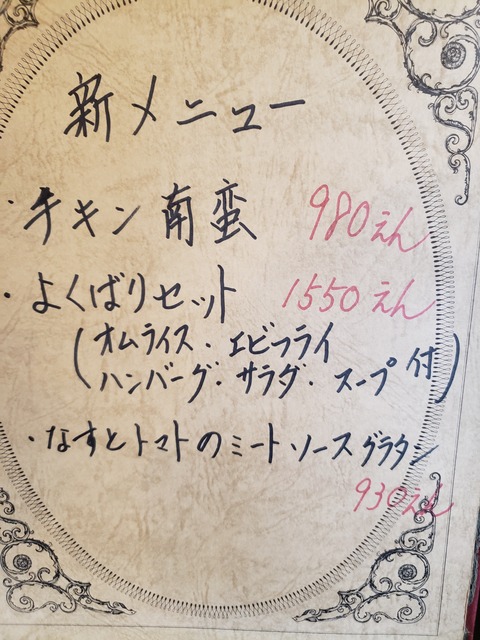 新メニュー
・チキン南蛮 980えん
・よくばりセット 1550えん
(オムライス・エビフライ
ハンバーグ・サラダ・スープ付)
・なすとトマトのミートソースグラタン
930えん